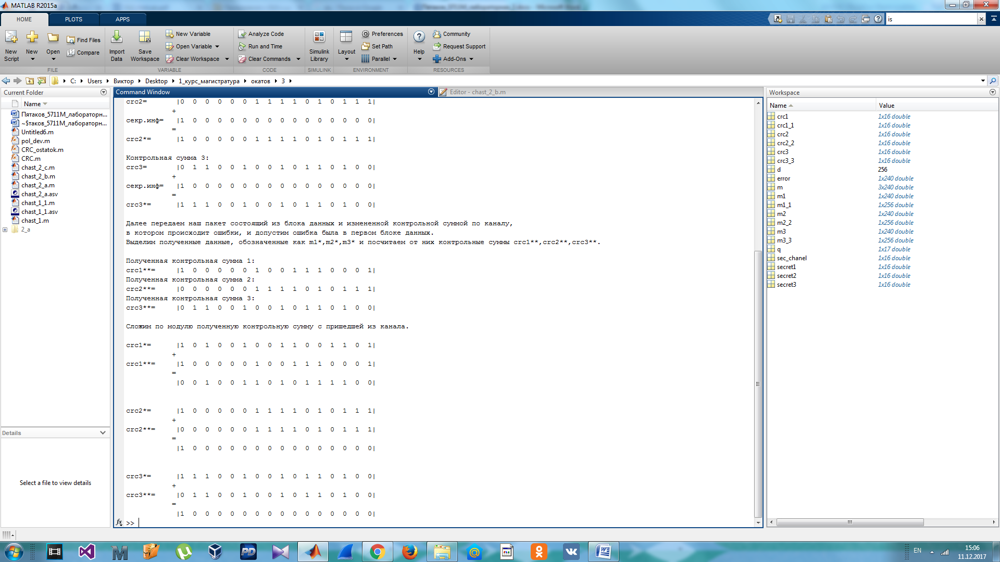 MATLAB R2015a
HOME PLOTS APPS
is
New Script
New
Open
Find Files
Compare
Import Data
Save Workspace
New Variable
Open Variable
Clear Workspace
Analyze Code
Run and Time
Clear Commands
Simulink Library
Layout
Preferences
Set Path
Parallel
Help
Community
Request Support
Add-Ons
FILE VARIABLE CODE SIMULINK ENVIRONMENT RESOURCES
C: Users Виктор Desktop 1_курс_магистратура окатов 3
Current Folder
Name
Пятаков_5711М_лабораторн...
~$таков_5711М_лабораторн...
Untitled6.m
pol_dev.m
CRC_ostatok.m
CRC.m
chast_2_c.m
chast_2_b.m
chast_2_a.m
chast_2_a.asv
chast_1_1.m
chast_1_1.asv
chast_1.m
2_a
Details
Select a file to view details
Command Window
Editor - chast_2_b.m
crc2= |0 0 0 0 0 0 1 1 1 1 0 1 0 1 1 1|
+
секр.инф= |1 0 0 0 0 0 0 0 0 0 0 0 0 0 0 0|
=
crc2*= |1 0 0 0 0 0 1 1 1 1 0 1 0 1 1 1|
Контрольная сумма 3:
crc3= |0 1 1 0 0 1 0 0 1 0 1 1 0 1 0 0|
+
секр.инф= |1 0 0 0 0 0 0 0 0 0 0 0 0 0 0 0|
=
crc3*= |1 1 1 0 0 1 0 0 1 0 1 1 0 1 0 0|
Далее передаем наш пакет состоящий из блока данных и измененной контрольной суммой по каналу,
в котором происходит ошибки, и допустим ошибка была в первом блоке данных.
Выделим полученные данные, обозначенные как m1*,m2*,m3* и посчитаем от них контрольные суммы crc1**,crc2**,crc3**.
Полученная контрольная сумма 1:
crc1**= |1 0 0 0 0 0 1 0 0 1 1 1 0 0 0 1|
Полученная контрольная сумма 2:
crc2**= |0 0 0 0 0 0 1 1 1 1 0 1 0 1 1 1|
Полученная контрольная сумма 3:
crc3**= |0 1 1 0 0 1 0 0 1 0 1 1 0 1 0 0|
Сложим по модулю полученную контрольную сумму с пришедшей из канала.
crc1*= |1 0 1 0 0 1 0 0 1 1 0 0 1 1 0 1|
+
crc1**= |1 0 0 0 0 0 1 0 0 1 1 1 0 0 0 1|
=
|0 0 1 0 0 1 1 0 1 0 1 1 1 1 0 0|
crc2*= |1 0 0 0 0 0 1 1 1 1 0 1 0 1 1 1|
+
crc2**= |0 0 0 0 0 0 1 1 1 1 0 1 0 1 1 1|
=
|1 0 0 0 0 0 0 0 0 0 0 0 0 0 0 0|
crc3*= |1 1 1 0 0 1 0 0 1 0 1 1 0 1 0 0|
+
crc3**= |0 1 1 0 0 1 0 0 1 0 1 1 0 1 0 0|
=
|1 0 0 0 0 0 0 0 0 0 0 0 0 0 0 0|
fx >>
Workspace
Name Value
crc1 1x16 double
crc1_1 1x16 double
crc2 1x16 double
crc2_2 1x16 double
crc3 1x16 double
crc3_3 1x16 double
d 256
error 1x240 double
m 3x240 double
m1 1x240 double
m1_1 1x256 double
m2 1x240 double
m2_2 1x256 double
m3 1x240 double
m3_3 1x256 double
q 1x17 double
sec_chanel 1x16 double
secret1 1x16 double
secret2 1x16 double
secret3 1x16 double
EN
15:06
11.12.2017